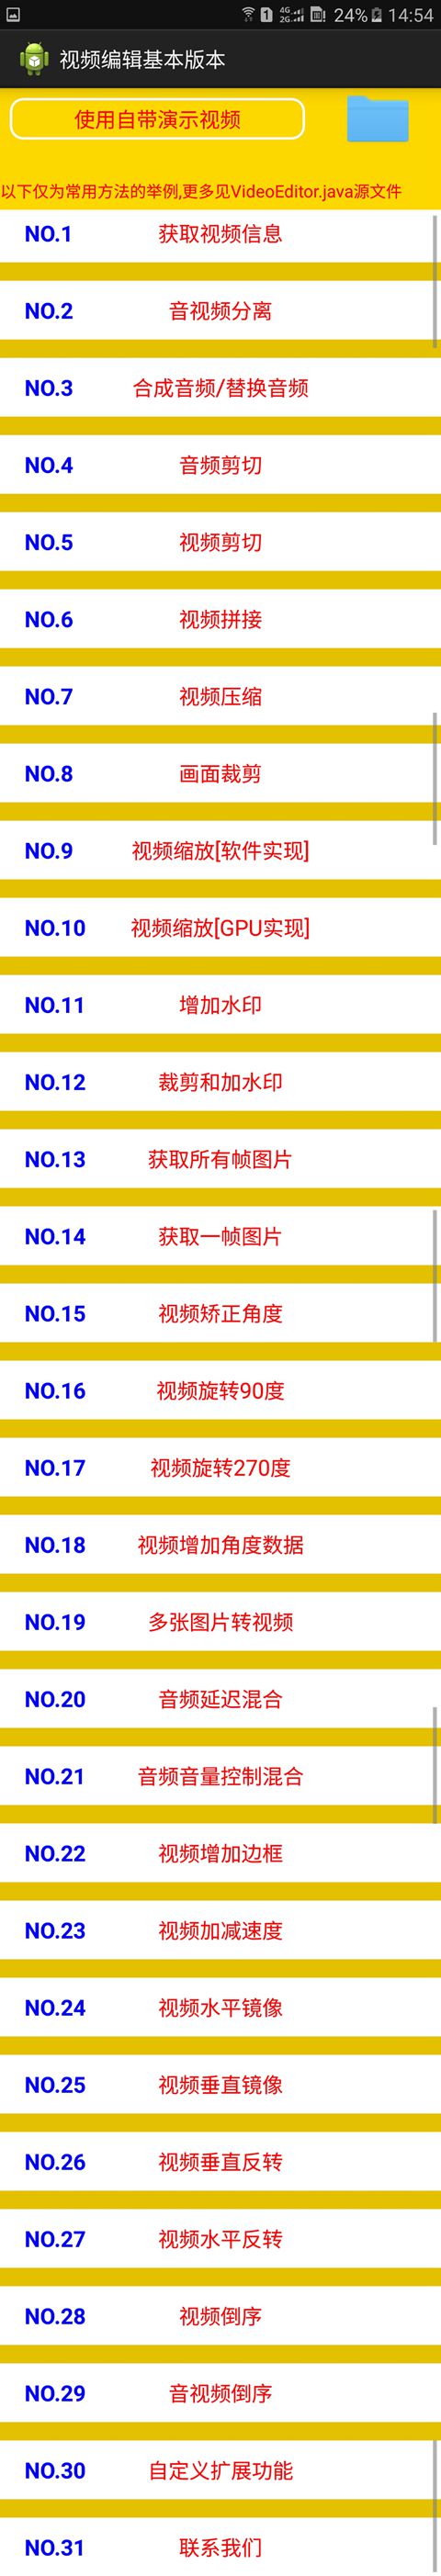 4G 2G 24% 14:54
视频编辑基本版本
使用自带演示视频
以下仅为常用方法的举例,更多见VideoEditor.java源文件
NO.1 获取视频信息
NO.2 音视频分离
NO.3 合成音频/替换音频
NO.4 音频剪切
NO.5 视频剪切
NO.6 视频拼接
NO.7 视频压缩
NO.8 画面裁剪
NO.9 视频缩放[软件实现]
NO.10 视频缩放[GPU实现]
NO.11 增加水印
NO.12 裁剪和加水印
NO.13 获取所有帧图片
NO.14 获取一帧图片
NO.15 视频矫正角度
NO.16 视频旋转90度
NO.17 视频旋转270度
NO.18 视频增加角度数据
NO.19 多张图片转视频
NO.20 音频延迟混合
NO.21 音频音量控制混合
NO.22 视频增加边框
NO.23 视频加减速度
NO.24 视频水平镜像
NO.25 视频垂直镜像
NO.26 视频垂直反转
NO.27 视频水平反转
NO.28 视频倒序
NO.29 音视频倒序
NO.30 自定义扩展功能
NO.31 联系我们